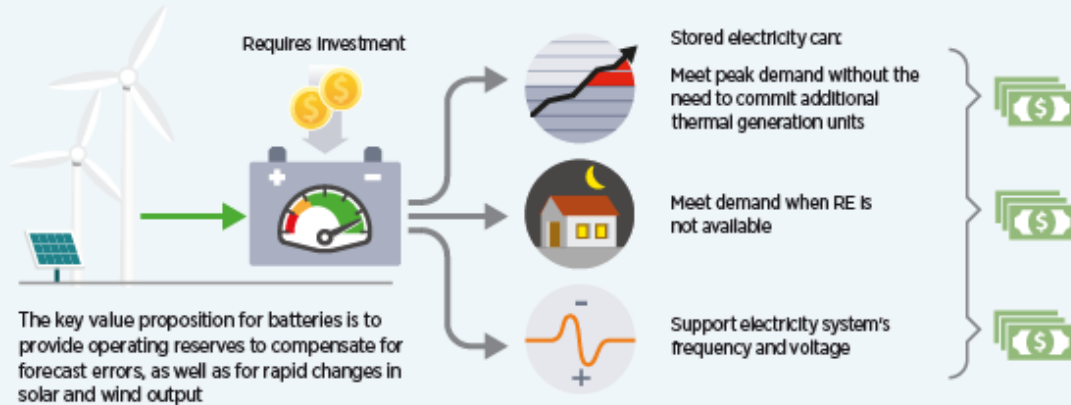 Requires Investment
Stored electricity can:
Meet peak demand without the
need to commit additional
thermal generation units
+ -
Meet demand when RE is
not available
The key value proposition for batteries is to
provide operating reserves to compensate for
forecast errors, as well as for rapid changes in
solar and wind output
-
+
Support electricity system's
frequency and voltage
$ $
$
$
$